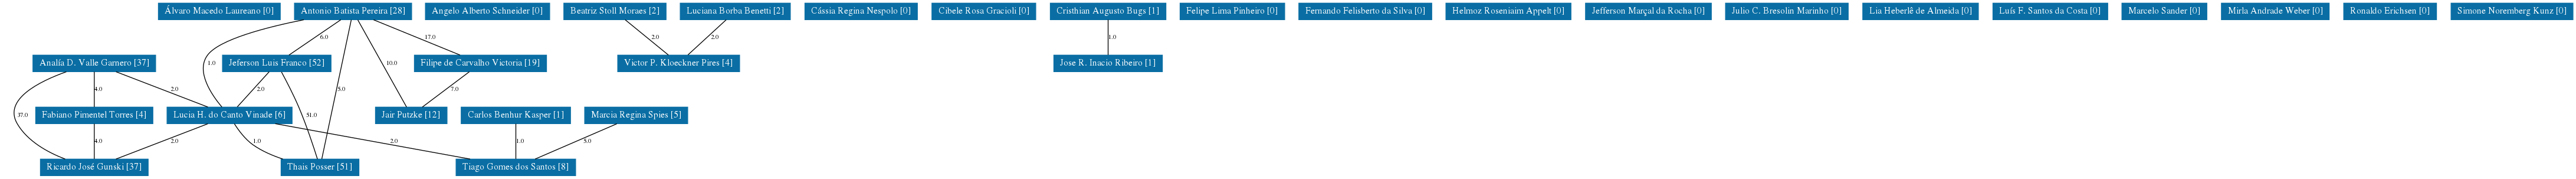 Álvaro Macedo Laureano [0]
Antonio Batista Pereira [28]
Angelo Alberto Schneider [0]
Beatriz Stoll Moraes [2]
Luciana Borba Benetti [2]
Cássia Regina Nespolo [0]
Cibele Rosa Gracioli [0]
Cristhian Augusto Bugs [1]
Felipe Lima Pinheiro [0]
Fernando Felisberto da Silva [0]
Helmoz Roseniaim Appelt [0]
Jefferson Marçal da Rocha [0]
Julio C. Bresolin Marinho [0]
Lia Heberlê de Almeida [0]
Luís F. Santos da Costa [0]
Marcelo Sander [0]
Mirla Andrade Weber [0]
Ronaldo Erichsen [0]
Simone Noremberg Kunz [0]
6.0
17.0
2.0
2.0
1.0
Analía D. Valle Garnero [37]
1.0
Jeferson Luis Franco [52]
Filipe de Carvalho Victoria [19]
10.0
Victor P. Kloeckner Pires [4]
Jose R. Inacio Ribeiro [1]
4.0
2.0
2.0
5.0
7.0
37.0
Fabiano Pimentel Torres [4]
Lucia H. do Canto Vinade [6]
51.0
Jair Putzke [12]
Carlos Benhur Kasper [1]
Marcia Regina Spies [5]
4.0
2.0
1.0
2.0
1.0
5.0
Ricardo José Gunski [37]
Thais Posser [51]
Tiago Gomes dos Santos [8]